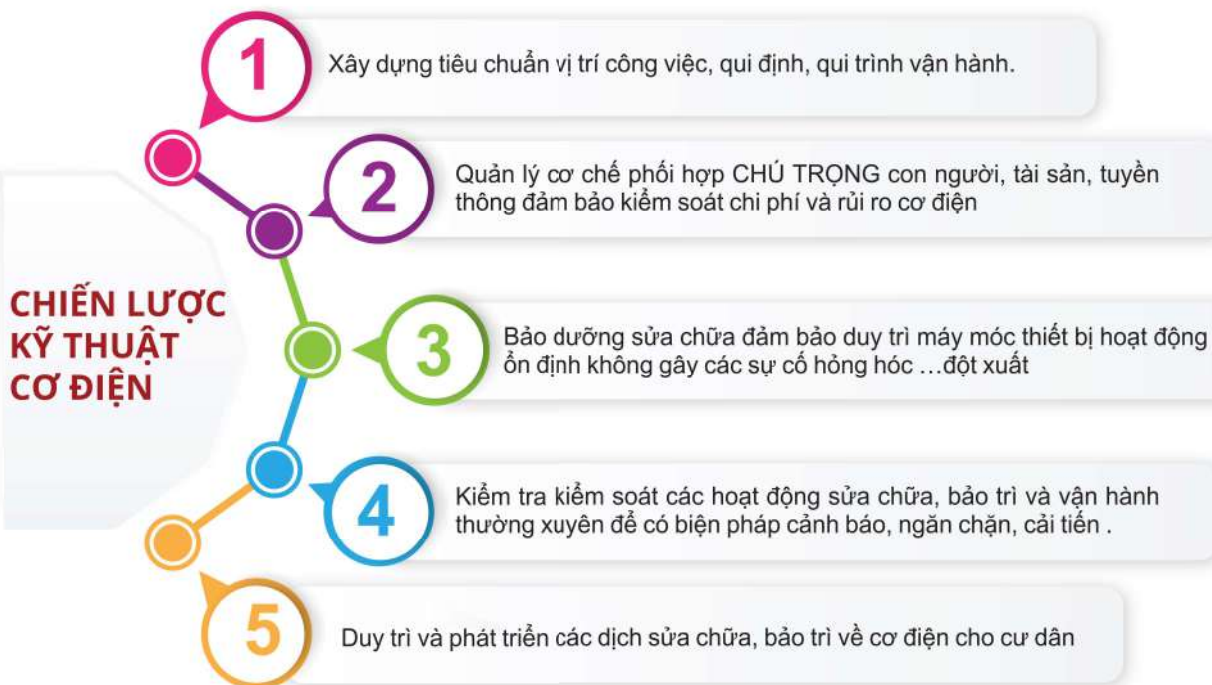 CHIẾN LƯỢC
KỸ THUẬT
CƠ ĐIỆN
1
Xây dựng tiêu chuẩn vị trí công việc, qui định, qui trình vận hành.
2
Quản lý cơ chế phối hợp CHÚ TRỌNG con người, tài sản, tuyền
thông đảm bảo kiểm soát chi phí và rủi ro cơ điện
3
Bảo dưỡng sửa chữa đảm bảo duy trì máy móc thiết bị hoạt động
ổn định không gây các sự cố hỏng hóc ...đột xuất
4
Kiểm tra kiểm soát các hoạt động sửa chữa, bảo trì và vận hành
thường xuyên để có biện pháp cảnh báo, ngăn chặn, cải tiến .
5
Duy trì và phát triển các dịch sửa chữa, bảo trì về cơ điện cho cư dân